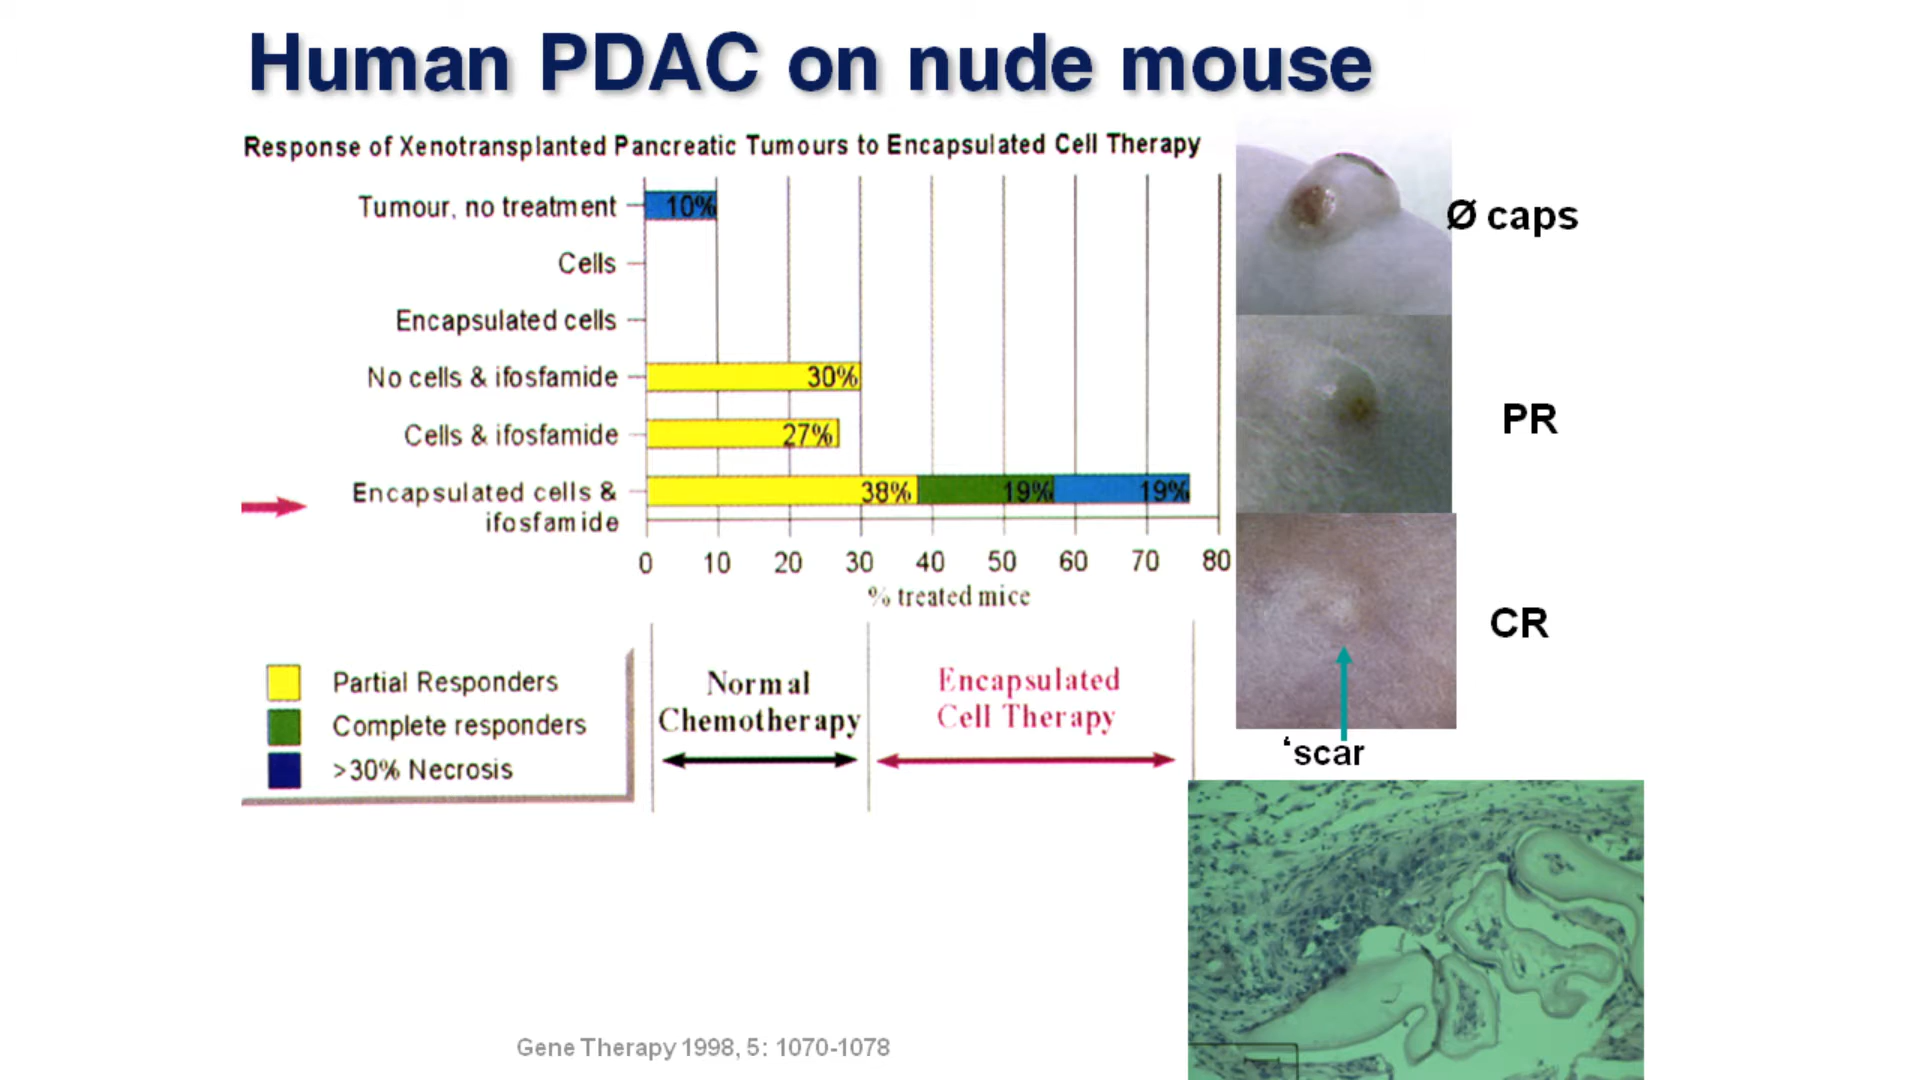 Human PDAC on nude mouse
Response of Xenotransplanted Pancreatic Tumours to Encapsulated Cell Therapy
Tumour, no treatment
10%
Cells
Encapsulated cells
No cells & ifosfamide
30%
Cells & ifosfamide
27%
Encapsulated cells &
ifosfamide
38% 19% 19%
0 10 20 30 40 50 60 70 80
% treated mice
Partial Responders
Complete responders
>30% Necrosis
Normal
Chemotherapy
Encapsulated
Cell Therapy
Ø caps
PR
CR
‘scar
Gene Therapy 1998, 5: 1070-1078